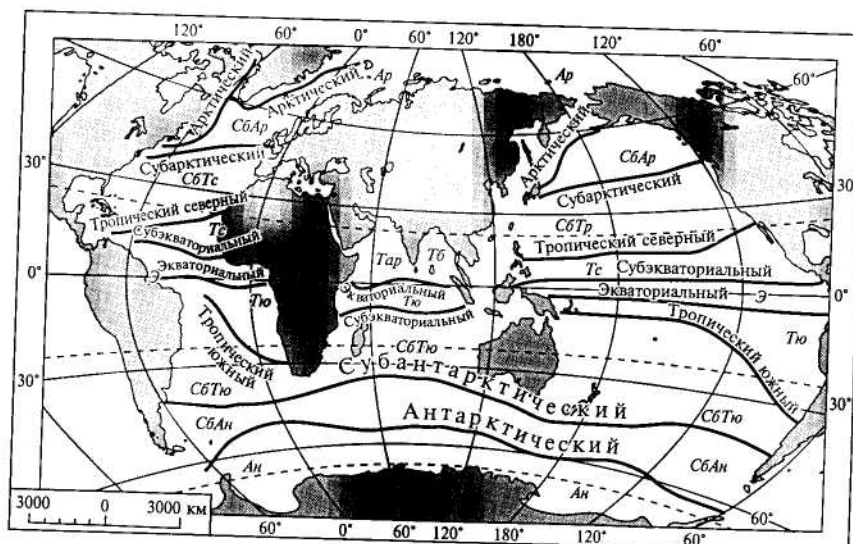 60° 0° 60° 120° 180° 120° 60°
60°
Арктический
Арктический
Ар
Ар
СбАр
Арктический
СбАр
Субарктический
Субарктический
30°
30°
СбТс
СбТр
Тропический северный
Тропический северный
Тс
Субэкваториальный
Тар
Тб
Тс
Субэкваториальный
0°
0°
Экваториальный
Э
Экваториальный
Экваториальный
Э
Тю
Тю
Субэкваториальный
Тю
Тропический южный
Тропический южный
СбТю
30°
30°
Субантарктический
СбТю
СбТю
Антарктический
СбАн
СбАн
Ан
Ан
3000 0 3000 км
60° 0° 60° 120° 180° 120° 60°
60°